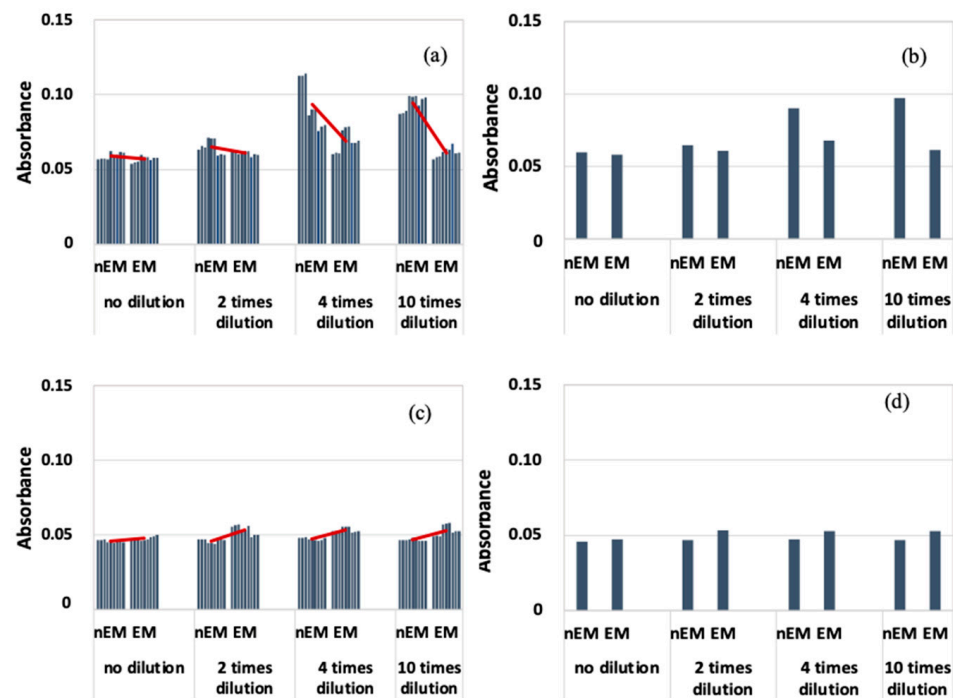 0.15
(a)
0.10
Absorbance
0.05
0
nEM EM nEM EM nEM EM nEM EM
no dilution 2 times dilution 4 times dilution 10 times dilution
0.15
(b)
0.10
Absorbance
0.05
0
nEM EM nEM EM nEM EM nEM EM
no dilution 2 times dilution 4 times dilution 10 times dilution
0.15
(c)
0.10
Absorbance
0.05
0
nEM EM nEM EM nEM EM nEM EM
no dilution 2 times dilution 4 times dilution 10 times dilution
0.15
(d)
0.10
Absorbance
0.05
0
nEM EM nEM EM nEM EM nEM EM
no dilution 2 times dilution 4 times dilution 10 times dilution